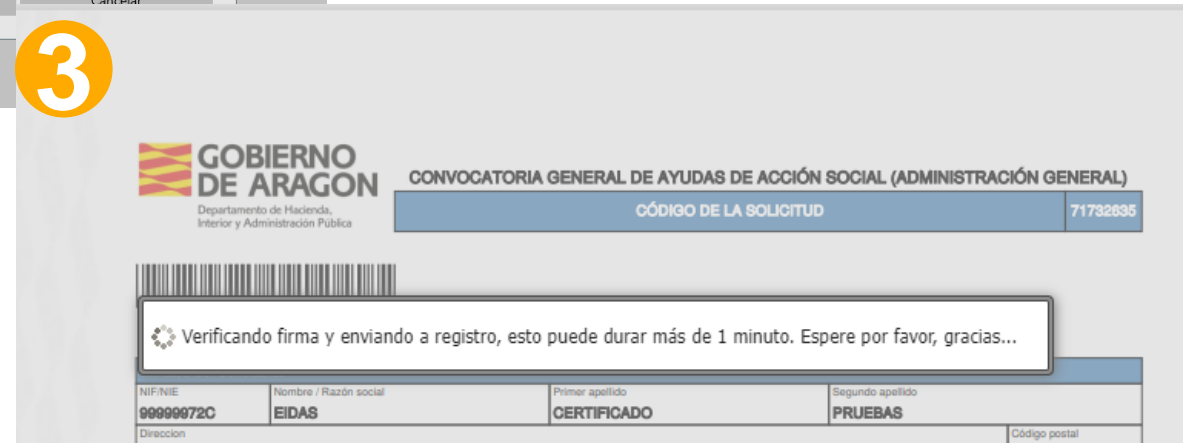 Cancelar
3
GOBIERNO
DE ARAGON
Departamento de Hacienda,
Interior y Administración Pública
CONVOCATORIA GENERAL DE AYUDAS DE ACCIÓN SOCIAL (ADMINISTRACIÓN GENERAL)
CÓDIGO DE LA SOLICITUD 71732635
Verificando firma y enviando a registro, esto puede durar más de 1 minuto. Espere por favor, gracias...
NIF/NIE Nombre / Razón social Primer apellido Segundo apellido
99999972C EIDAS CERTIFICADO PRUEBAS
Direccion Código postal